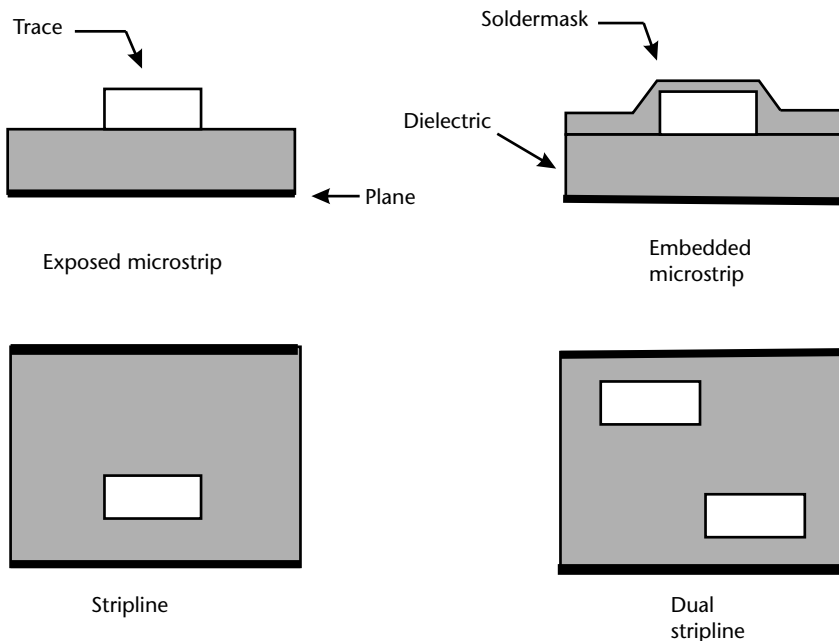 Trace
Soldermask
Dielectric
Plane
Exposed microstrip
Embedded
microstrip
Stripline
Dual
stripline